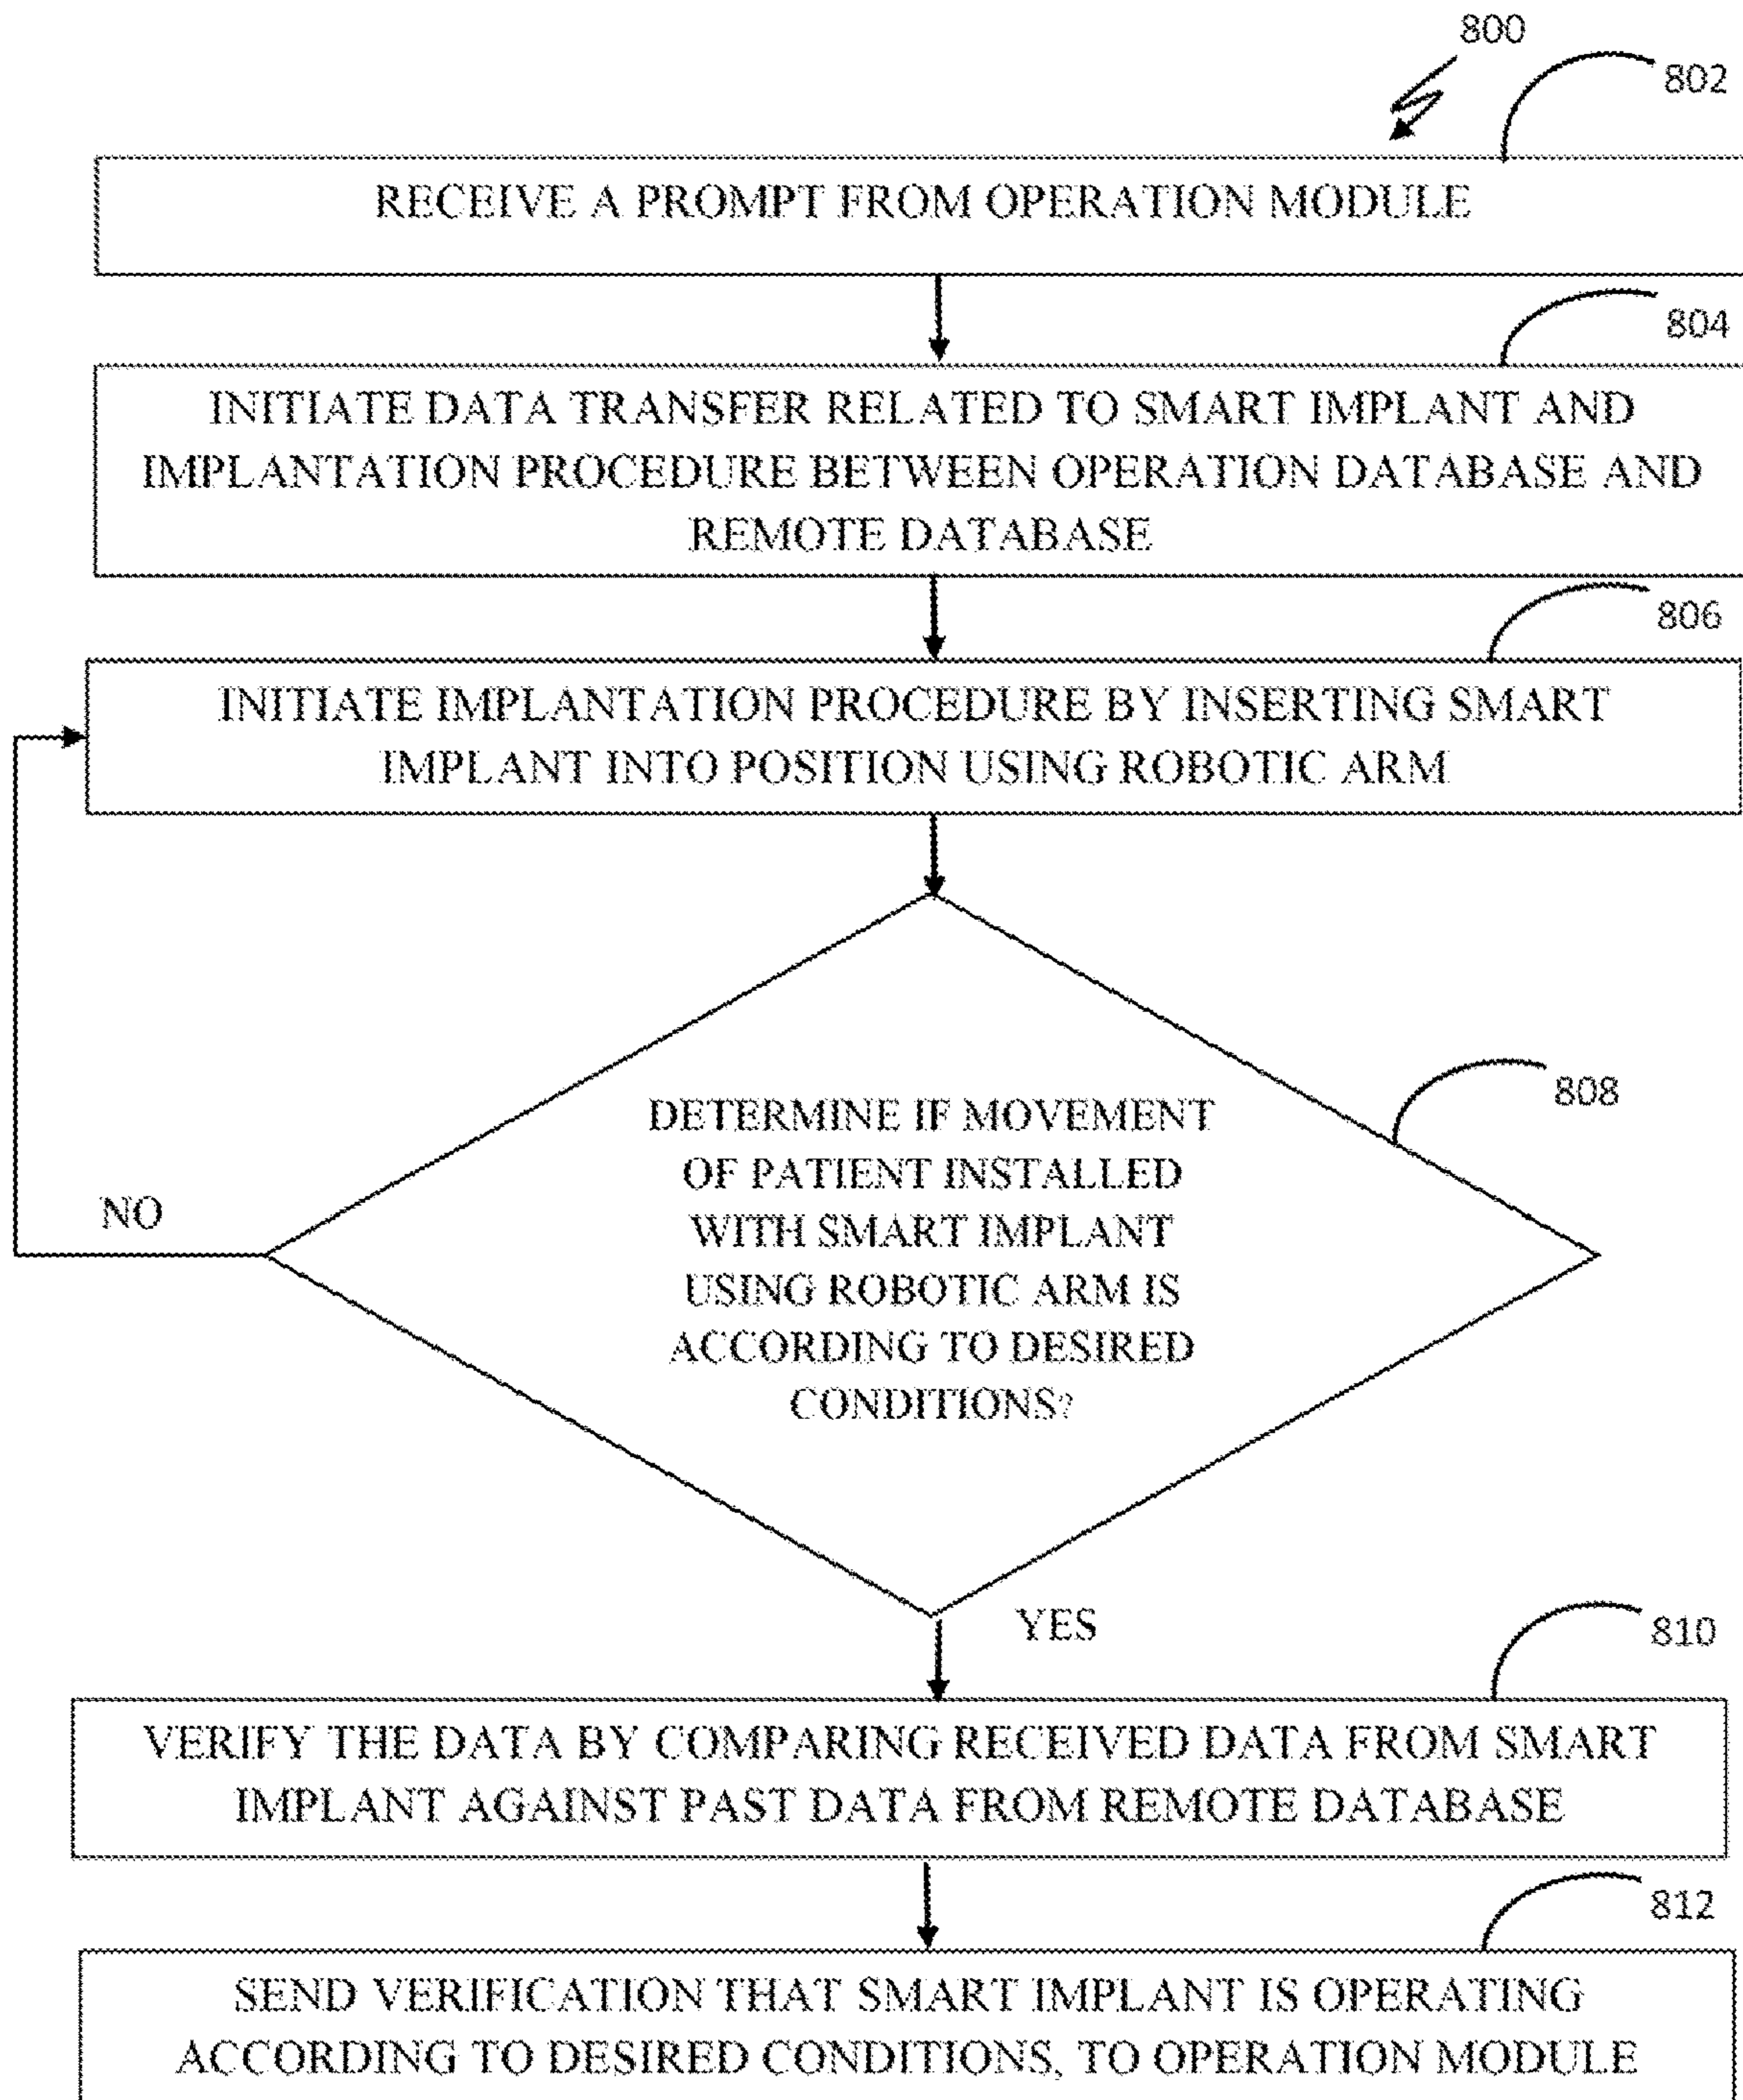 800
802
RECEIVE A PROMPT FROM OPERATION MODULE
804
INITIATE DATA TRANSFER RELATED TO SMART IMPLANT AND
IMPLANTATION PROCEDURE BETWEEN OPERATION DATABASE AND
REMOTE DATABASE
806
INITIATE IMPLANTATION PROCEDURE BY INSERTING SMART
IMPLANT INTO POSITION USING ROBOTIC ARM
808
DETERMINE IF MOVEMENT
OF PATIENT INSTALLED
WITH SMART IMPLANT
USING ROBOTIC ARM IS
ACCORDING TO DESIRED
CONDITIONS?
NO
YES
810
VERIFY THE DATA BY COMPARING RECEIVED DATA FROM SMART
IMPLANT AGAINST PAST DATA FROM REMOTE DATABASE
812
SEND VERIFICATION THAT SMART IMPLANT IS OPERATING
ACCORDING TO DESIRED CONDITIONS, TO OPERATION MODULE